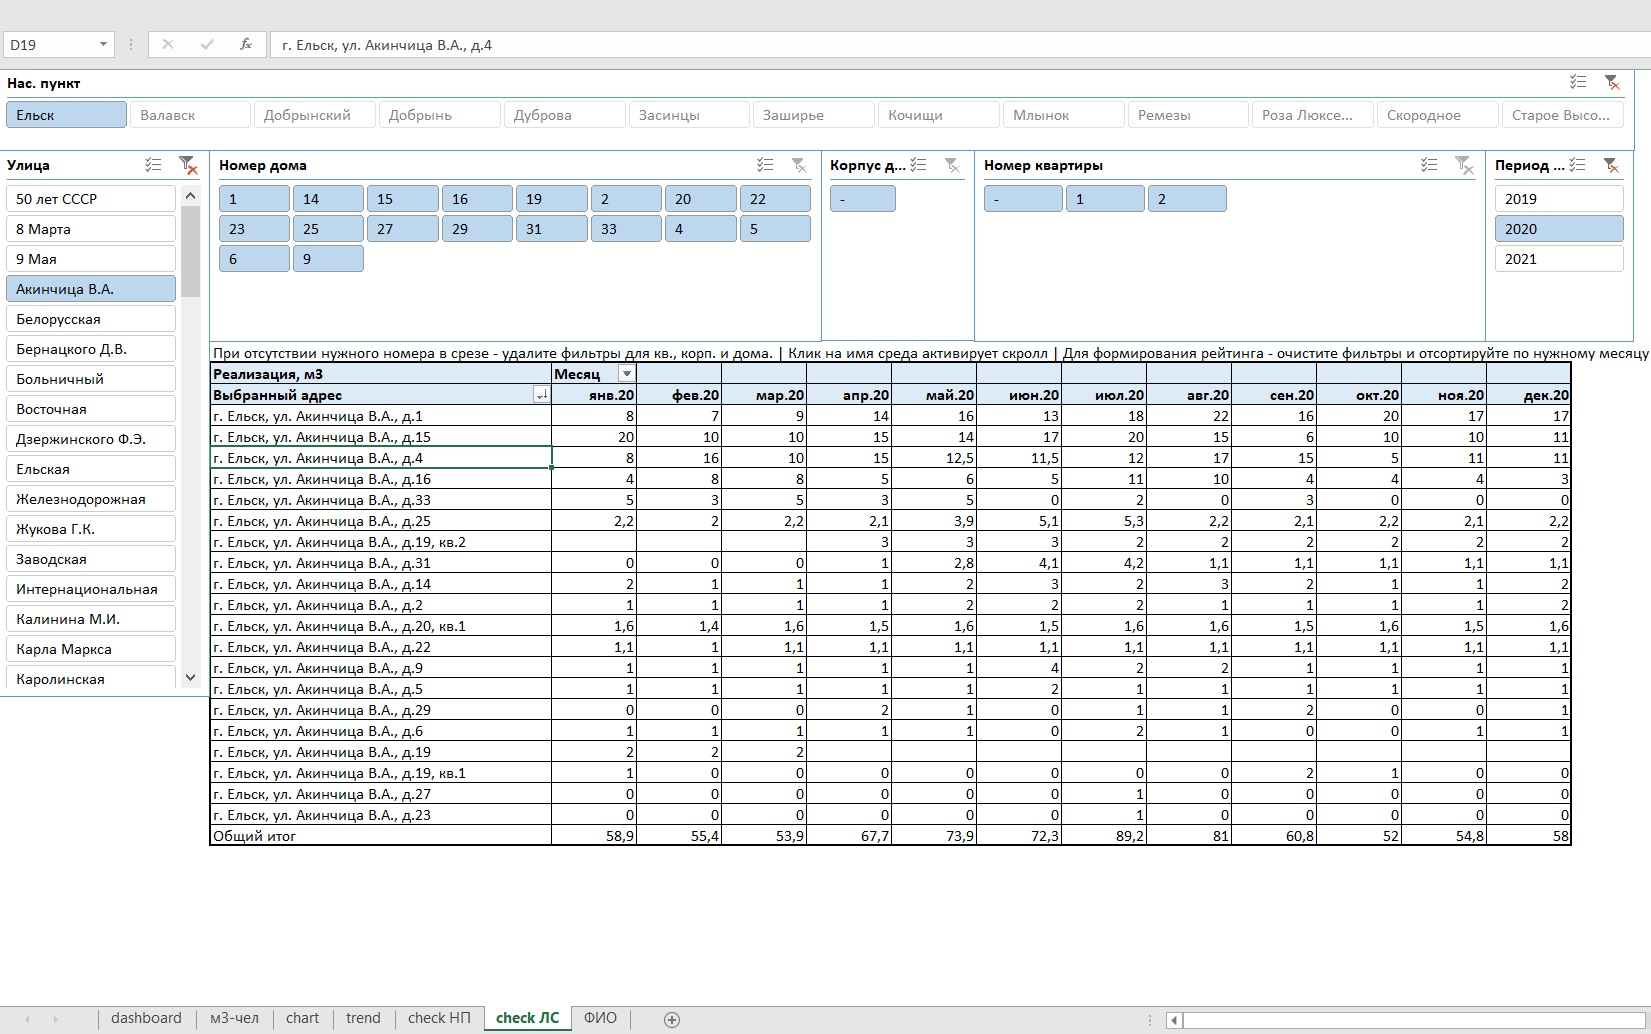 D19 fx г. Ельск, ул. Акинчица В.А., д.4
Нас. пункт
Ельск Валавск Добрынский Добрынь Дуброва Засинцы Заширье Кочищи Млынок Ремезы Роза Люксе... Скородное Старое Высо...
Улица
50 лет СССР
8 Марта
9 Мая
Акинчица В.А.
Белорусская
Бернацкого Д.В.
Больничный
Восточная
Дзержинского Ф.Э.
Ельская
Железнодорожная
Жукова Г.К.
Заводская
Интернациональная
Калинина М.И.
Карла Маркса
Каролинская
Номер дома
1 14 15 16 19 2 20 22
23 25 27 29 31 33 4 5
6 9
Корпус д...
-
Номер квартиры
- 1 2
Период ...
2019
2020
2021
При отсутствии нужного номера в срезе - удалите фильтры для кв., корп. и дома. | Клик на имя среда активирует скролл | Для формирования рейтинга - очистите фильтры и отсортируйте по нужному месяцу
Реализация, м3 Месяц
Выбранный адрес янв.20 фев.20 мар.20 апр.20 май.20 июн.20 июл.20 авг.20 сен.20 окт.20 ноя.20 дек.20
г. Ельск, ул. Акинчица В.А., д.1 8 7 9 14 16 13 18 22 16 20 17 17
г. Ельск, ул. Акинчица В.А., д.15 20 10 10 15 14 17 20 15 6 10 10 11
г. Ельск, ул. Акинчица В.А., д.4 8 16 10 15 12,5 11,5 12 17 15 5 11 11
г. Ельск, ул. Акинчица В.А., д.16 4 8 8 5 6 5 11 10 4 4 4 3
г. Ельск, ул. Акинчица В.А., д.33 5 3 5 3 5 0 2 0 3 0 0 0
г. Ельск, ул. Акинчица В.А., д.25 2,2 2 2,2 2,1 3,9 5,1 5,3 2,2 2,1 2,2 2,1 2,2
г. Ельск, ул. Акинчица В.А., д.19, кв.2 3 3 3 2 2 2 2 2 2
г. Ельск, ул. Акинчица В.А., д.31 0 0 0 1 2,8 4,1 4,2 1,1 1,1 1,1 1,1 1,1
г. Ельск, ул. Акинчица В.А., д.14 2 1 1 1 2 3 2 3 2 1 1 2
г. Ельск, ул. Акинчица В.А., д.2 1 1 1 1 2 2 2 1 1 1 1 2
г. Ельск, ул. Акинчица В.А., д.20, кв.1 1,6 1,4 1,6 1,5 1,6 1,5 1,6 1,6 1,5 1,6 1,5 1,6
г. Ельск, ул. Акинчица В.А., д.22 1,1 1 1,1 1,1 1,1 1,1 1,1 1,1 1,1 1,1 1,1 1,1
г. Ельск, ул. Акинчица В.А., д.9 1 1 1 1 1 4 2 2 1 1 1 1
г. Ельск, ул. Акинчица В.А., д.5 1 1 1 1 1 2 1 1 1 1 1 1
г. Ельск, ул. Акинчица В.А., д.29 0 0 0 2 1 0 1 1 2 0 0 1
г. Ельск, ул. Акинчица В.А., д.6 1 1 1 1 1 0 2 1 0 0 1 1
г. Ельск, ул. Акинчица В.А., д.19 2 2 2
г. Ельск, ул. Акинчица В.А., д.19, кв.1 1 0 0 0 0 0 0 0 2 1 0 0
г. Ельск, ул. Акинчица В.А., д.27 0 0 0 0 0 0 1 0 0 0 0 0
г. Ельск, ул. Акинчица В.А., д.23 0 0 0 0 0 0 1 0 0 0 0 0
Общий итог 58,9 55,4 53,9 67,7 73,9 72,3 89,2 81 60,8 52 54,8 58
dashboard м3-чел chart trend check НП check ЛС ФИО